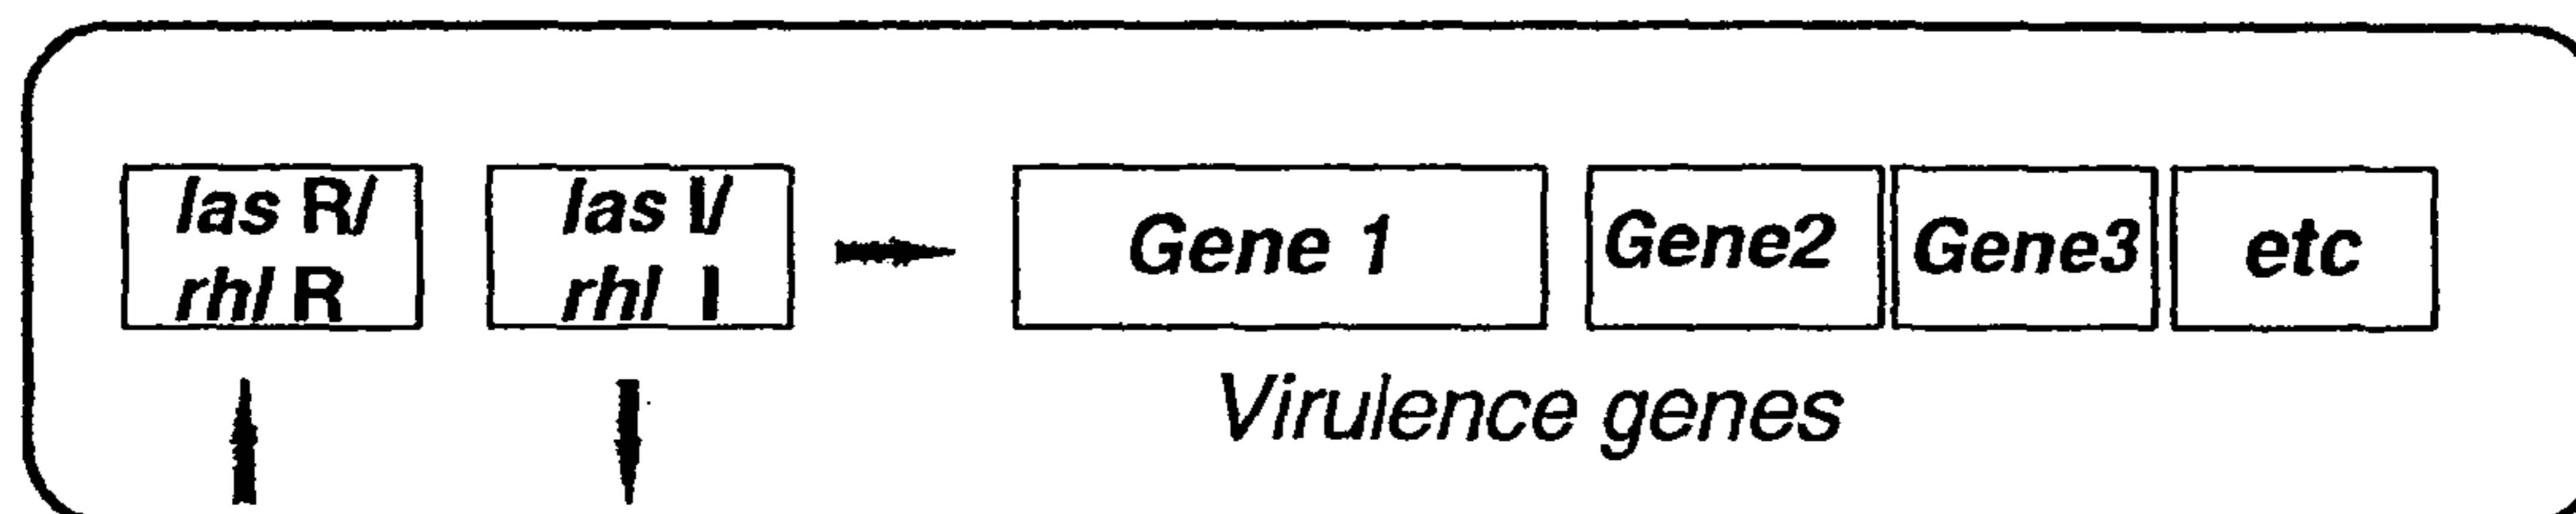 las R/
rhl R
las I/
rhl I
Gene 1
Gene2
Gene3
etc
Virulence genes